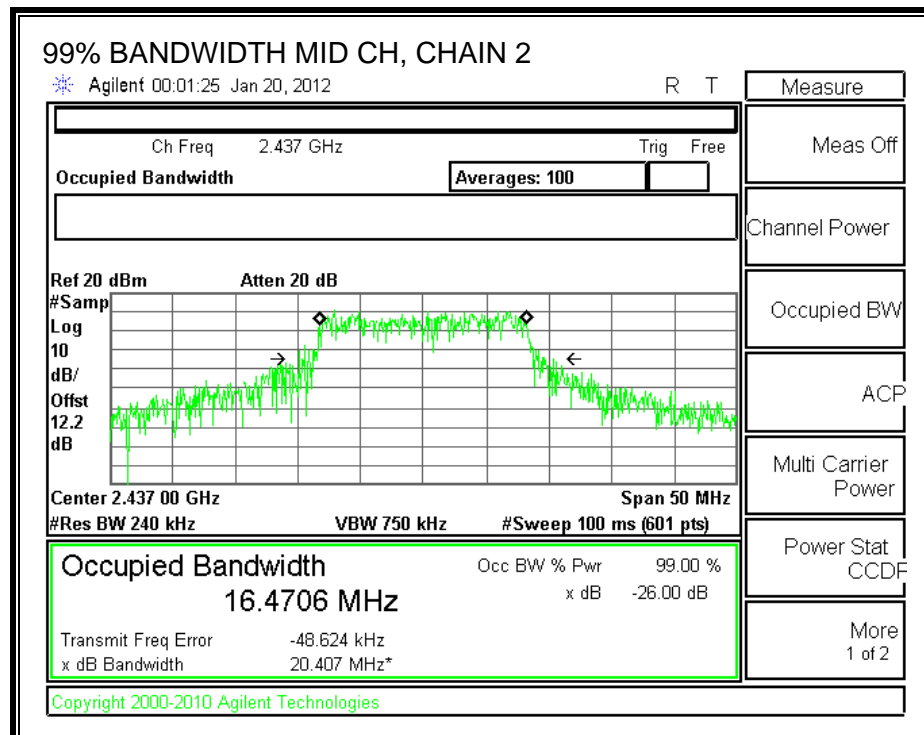 99% BANDWIDTH MID CH, CHAIN 2
Agilent 00:01:25 Jan 20, 2012 R T
Measure
Ch Freq 2.437 GHz Trig Free
Occupied Bandwidth Averages: 100
Meas Off
Channel Power
Occupied BW
ACP
Multi Carrier
Power
Power Stat
CCDF
More
1 of 2
Ref 20 dBm Atten 20 dB
#Samp
Log
10
dB/
Offst
12.2
dB
Center 2.437 00 GHz Span 50 MHz
#Res BW 240 kHz VBW 750 kHz #Sweep 100 ms (601 pts)
Occupied Bandwidth Occ BW % Pwr 99.00 %
16.4706 MHz x dB -26.00 dB
Transmit Freq Error -48.624 kHz
x dB Bandwidth 20.407 MHz*
Copyright 2000-2010 Agilent Technologies